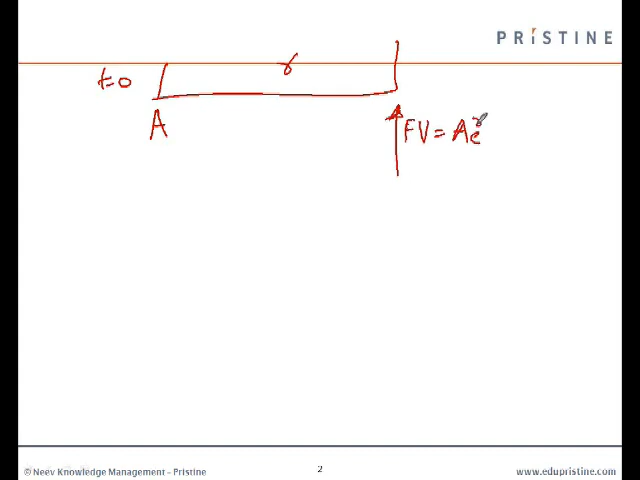 PRISTINE
t=0
r
A
FV = Ae^r
© Neev Knowledge Management – Pristine
2
www.edupristine.com